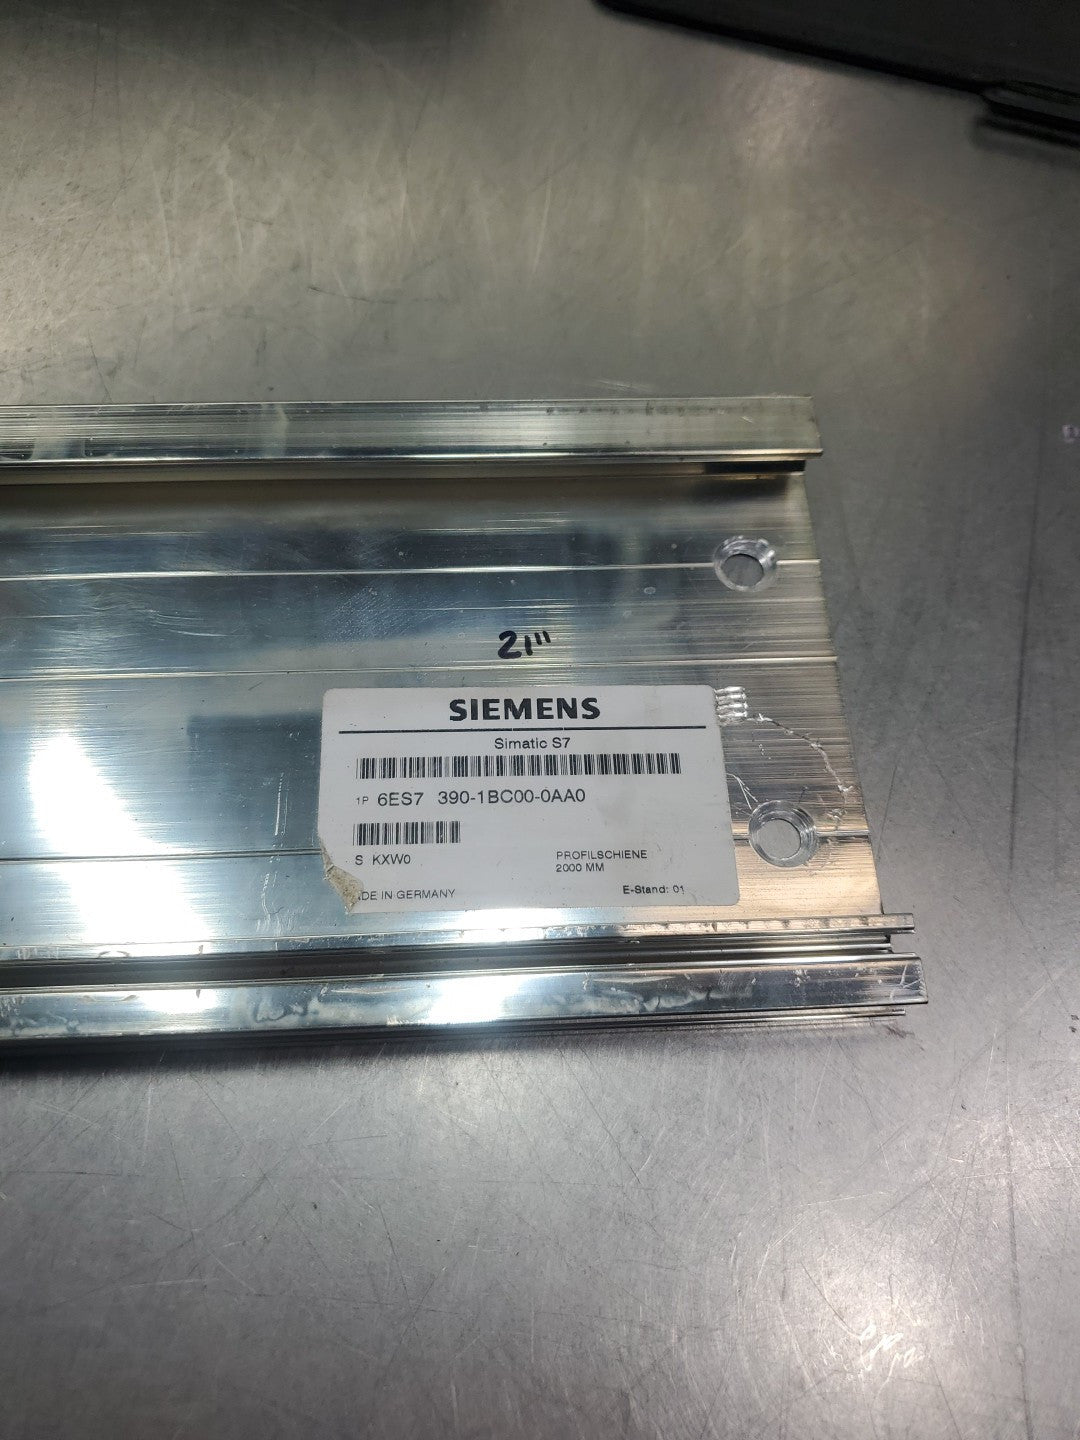 21"
SIEMENS
Simatic S7
1P 6ES7 390-1BC00-0AA0
S KXW0
PROFILSCHIENE
2000 MM
DE IN GERMANY
E-Stand: 01